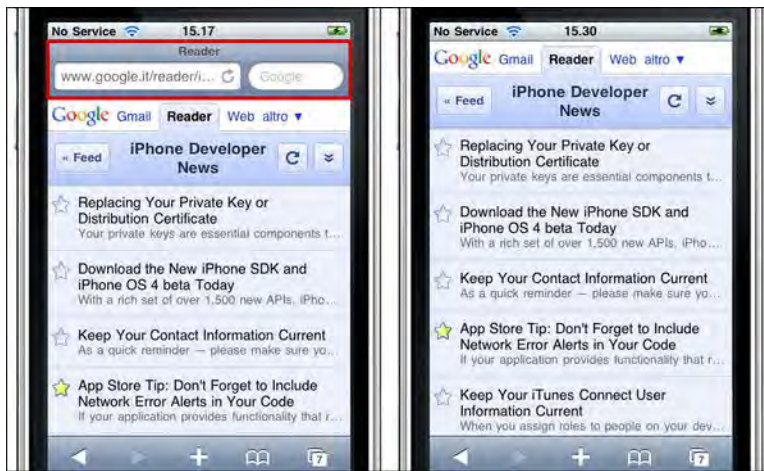 No Service 15.17
Reader
www.google.it/reader/i... Google
Google Gmail Reader Web altro ▼
« Feed iPhone Developer
News
Replacing Your Private Key or
Distribution Certificate
Your private keys are essential components t...
Download the New iPhone SDK and
iPhone OS 4 beta Today
With a rich set of over 1,500 new APIs, iPho...
Keep Your Contact Information Current
As a quick reminder — please make sure yo...
App Store Tip: Don't Forget to Include
Network Error Alerts in Your Code
If your application provides functionality that r...
7
No Service 15.30
Google Gmail Reader Web altro ▼
« Feed iPhone Developer
News
Replacing Your Private Key or
Distribution Certificate
Your private keys are essential components t...
Download the New iPhone SDK and
iPhone OS 4 beta Today
With a rich set of over 1,500 new APIs, iPho...
Keep Your Contact Information Current
As a quick reminder — please make sure yo...
App Store Tip: Don't Forget to Include
Network Error Alerts in Your Code
If your application provides functionality that r...
Keep Your iTunes Connect User
Information Current
When you assign roles to people on your dev...
7